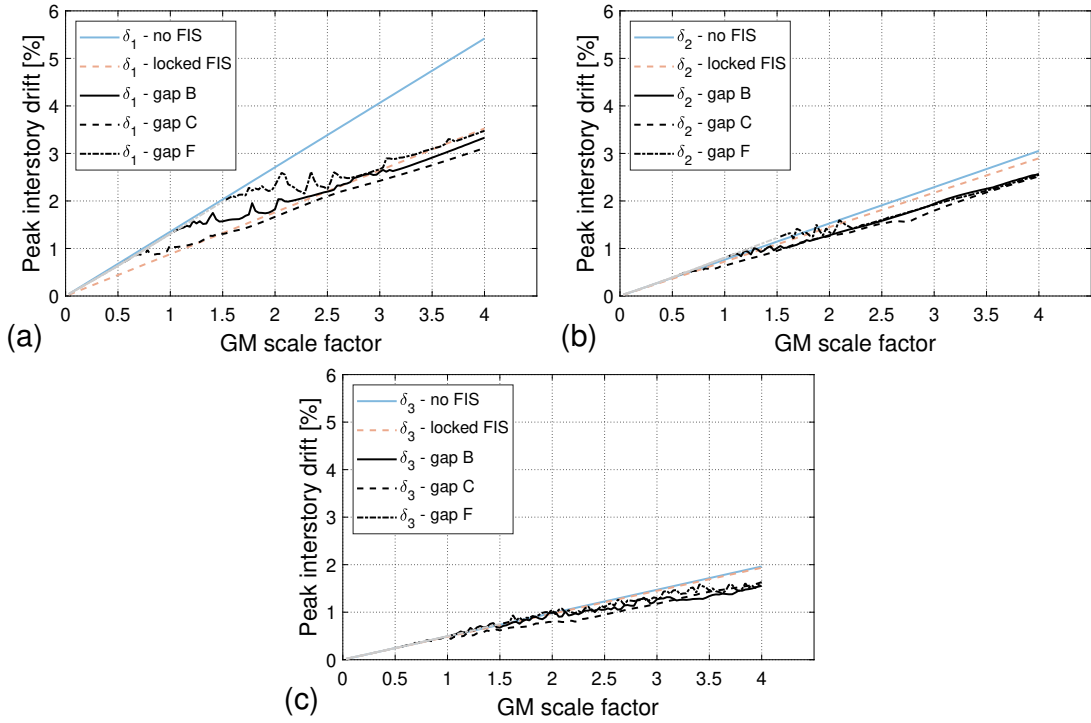 Peak interstory drift [%]
6
5
4
3
2
1
0
δ1 - no FIS
δ1 - locked FIS
δ1 - gap B
δ1 - gap C
δ1 - gap F
0 0.5 1 1.5 2 2.5 3 3.5 4
GM scale factor
(a)
Peak interstory drift [%]
6
5
4
3
2
1
0
δ2 - no FIS
δ2 - locked FIS
δ2 - gap B
δ2 - gap C
δ2 - gap F
0 0.5 1 1.5 2 2.5 3 3.5 4
GM scale factor
(b)
Peak interstory drift [%]
6
5
4
3
2
1
0
δ3 - no FIS
δ3 - locked FIS
δ3 - gap B
δ3 - gap C
δ3 - gap F
0 0.5 1 1.5 2 2.5 3 3.5 4
GM scale factor
(c)